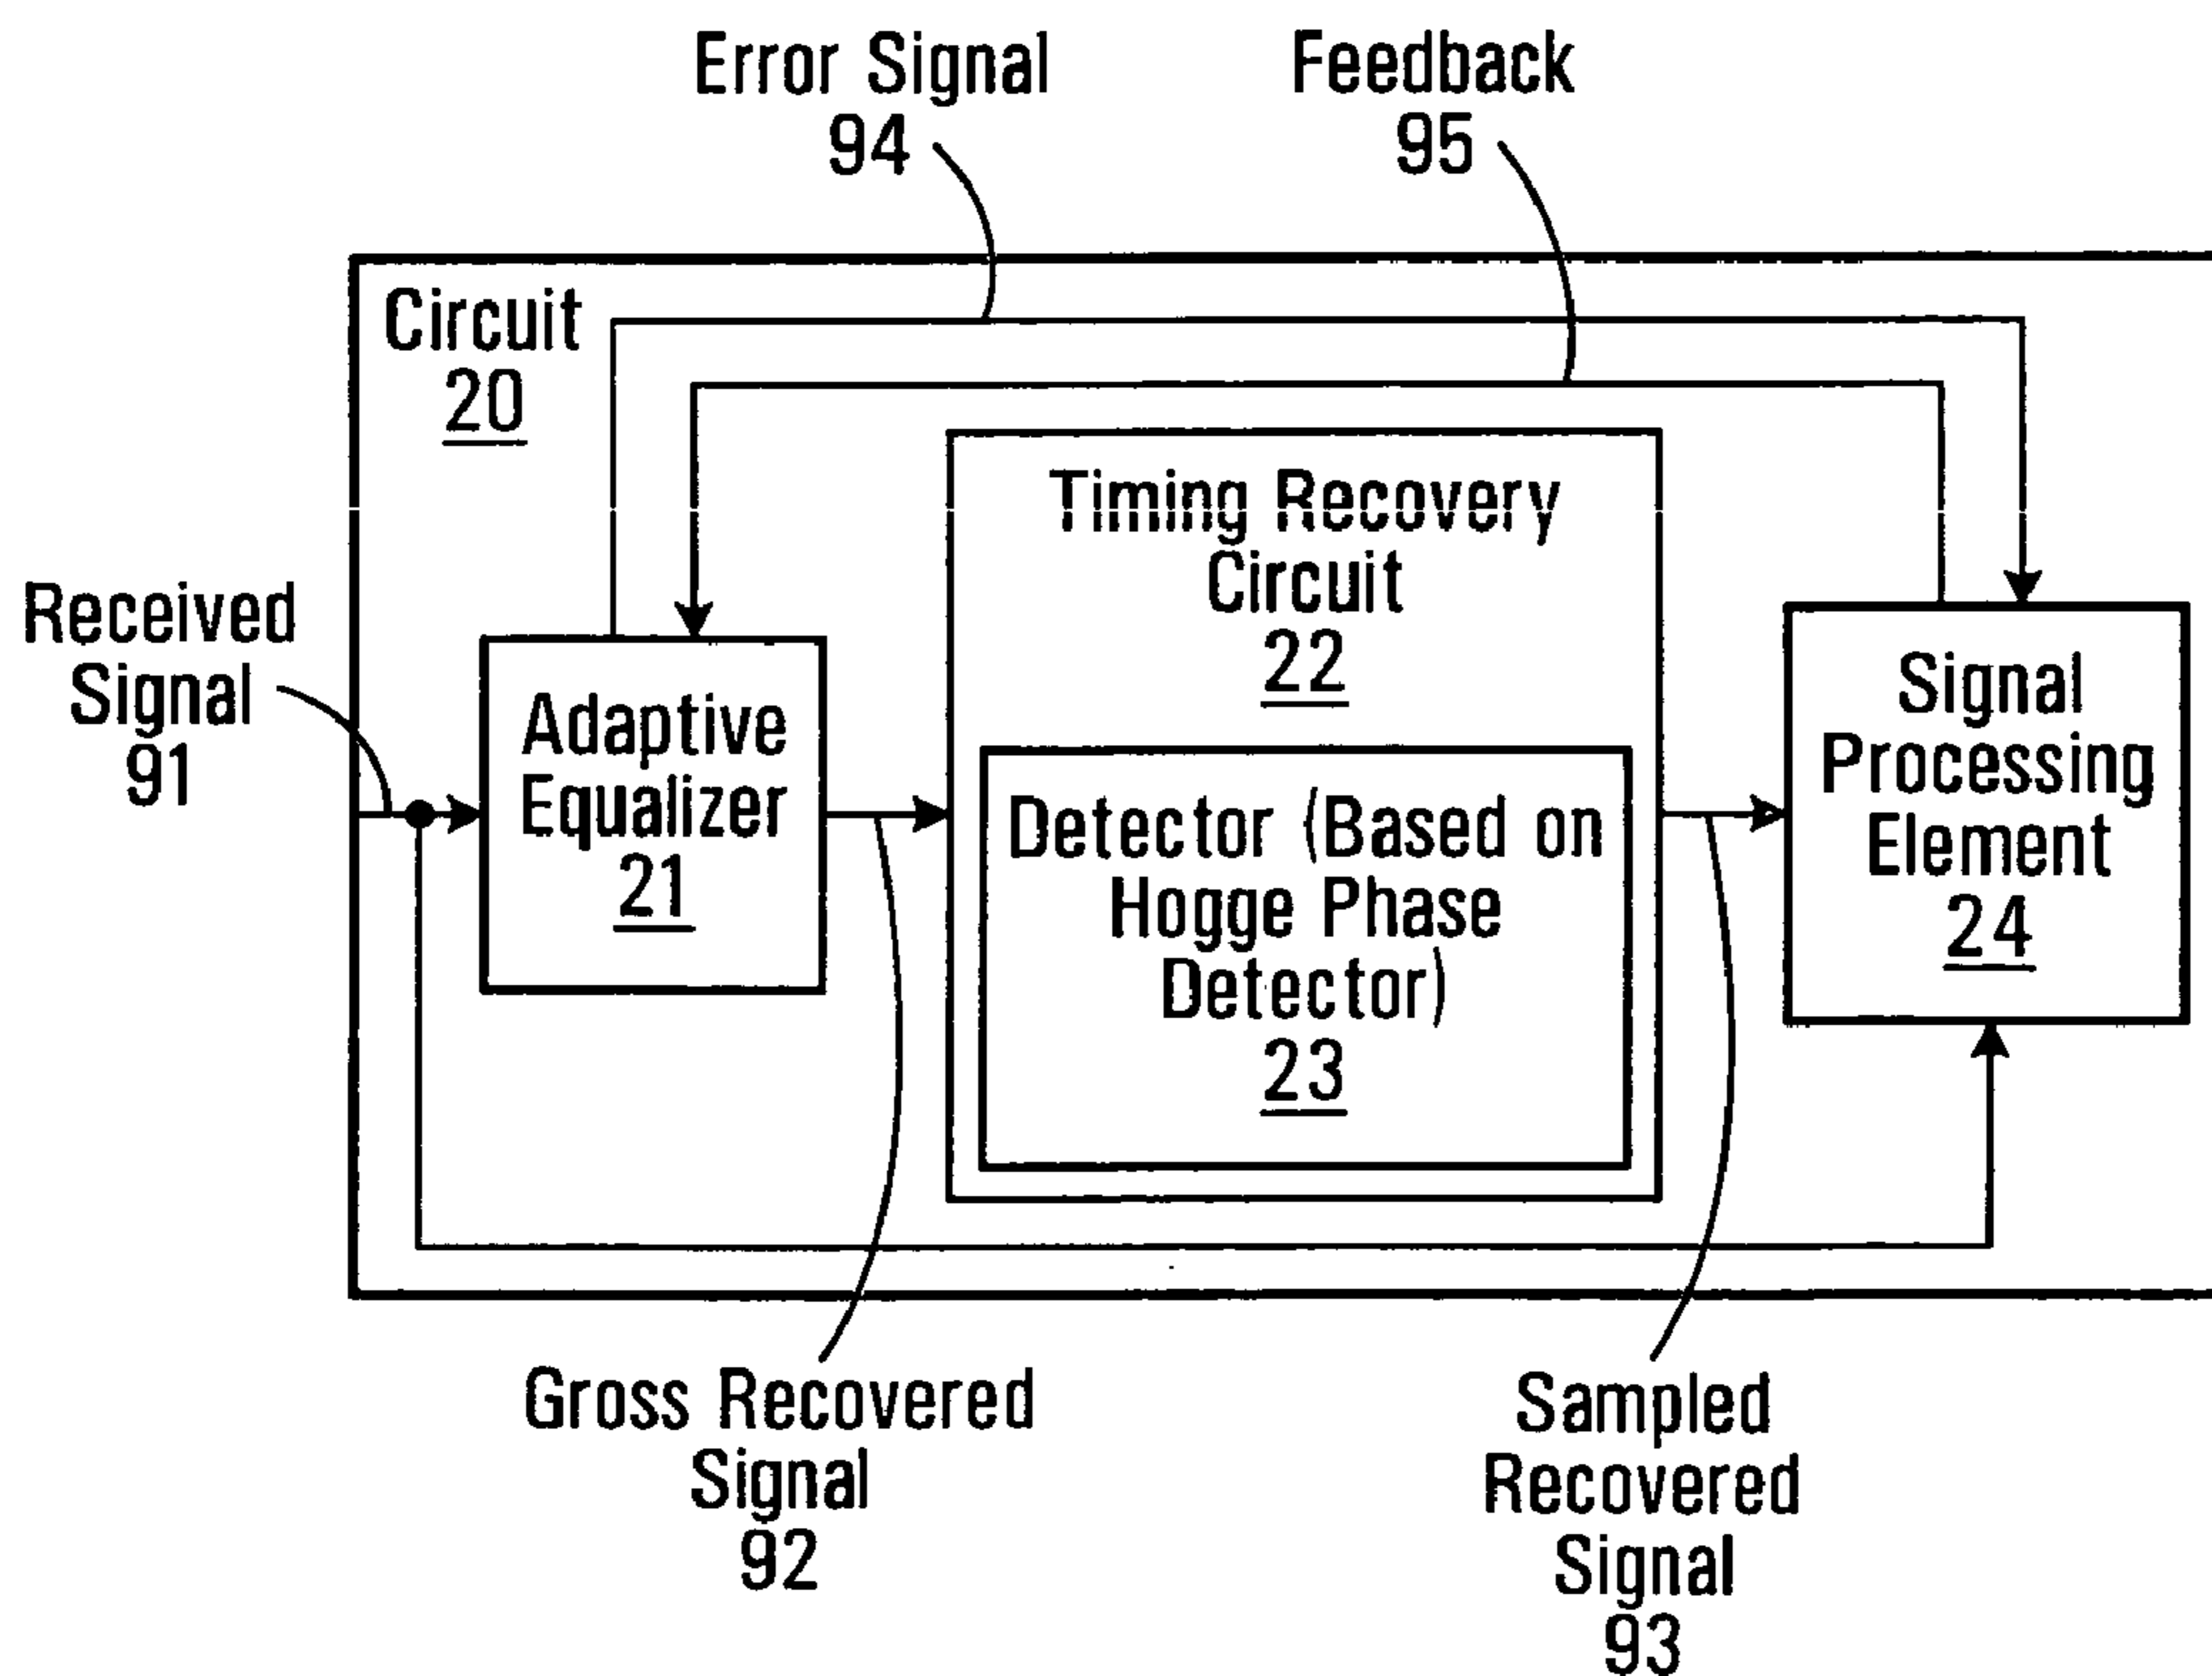 Error Signal
94
Feedback
95
Circuit
20
Received
Signal
91
Adaptive
Equalizer
21
Timing Recovery
Circuit
22
Detector (Based on
Hogge Phase
Detector)
23
Signal
Processing
Element
24
Gross Recovered
Signal
92
Sampled
Recovered
Signal
93